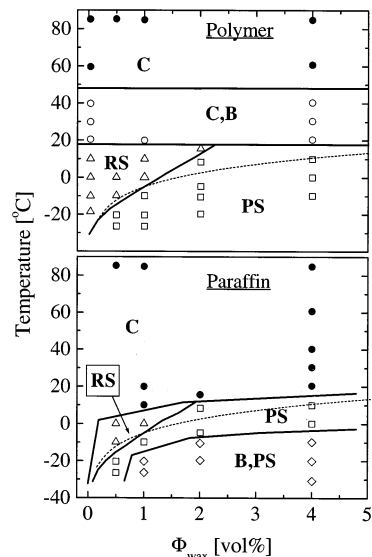 Polymer
80
C
60
40
C,B
20
RS
0
PS
-20
Temperature [°C]
Paraffin
80
60
C
40
RS
20
PS
0
B,PS
-20
-40
0 1 2 3 4 5
Φwax [vol%]